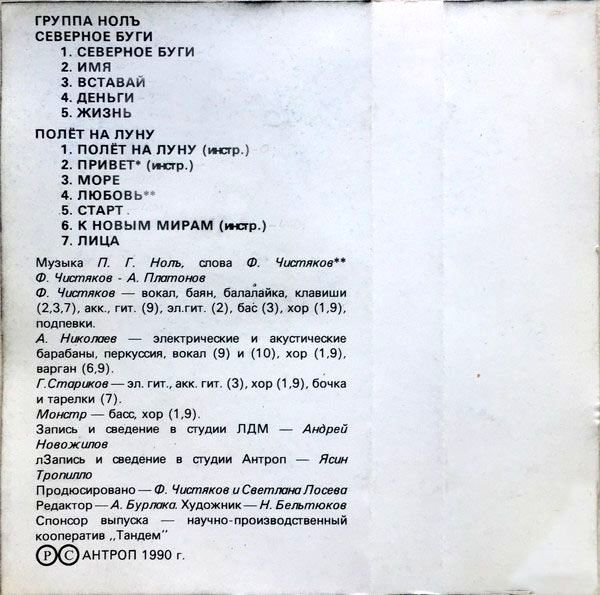 ГРУППА НОЛЪ
СЕВЕРНОЕ БУГИ
1. СЕВЕРНОЕ БУГИ
2. ИМЯ
3. ВСТАВАЙ
4. ДЕНЬГИ
5. ЖИЗНЬ
ПОЛЁТ НА ЛУНУ
1. ПОЛЁТ НА ЛУНУ (инстр.)
2. ПРИВЕТ* (инстр.)
3. МОРЕ
4. ЛЮБОВЬ**
5. СТАРТ.
6. К НОВЫМ МИРАМ (инстр.)
7. ЛИЦА
Музыка П. Г. Нолъ, слова Ф. Чистяков**
Ф. Чистяков - А. Платонов
Ф. Чистяков — вокал, баян, балалайка, клавиши
(2,3,7), акк., гит. (9), эл.гит. (2), бас (3), хор (1,9),
подпевки.
А. Николаев — электрические и акустические
барабаны, перкуссия, вокал (9) и (10), хор (1,9),
варган (6,9).
Г.Стариков — эл. гит., акк. гит. (3), хор (1,9), бочка
и тарелки (7).
Монстр — басс, хор (1,9).
Запись и сведение в студии ЛДМ — Андрей
Новожилов
лЗапись и сведение в студии Антроп — Ясин
Тропилло
Продюсировано — Ф. Чистяков и Светлана Лосева
Редактор — А. Бурлака. Художник — Н. Бельтюков
Спонсор выпуска — научно-производственный
кооператив ,,Тандем"
Ⓟ Ⓒ АНТРОП 1990 г.